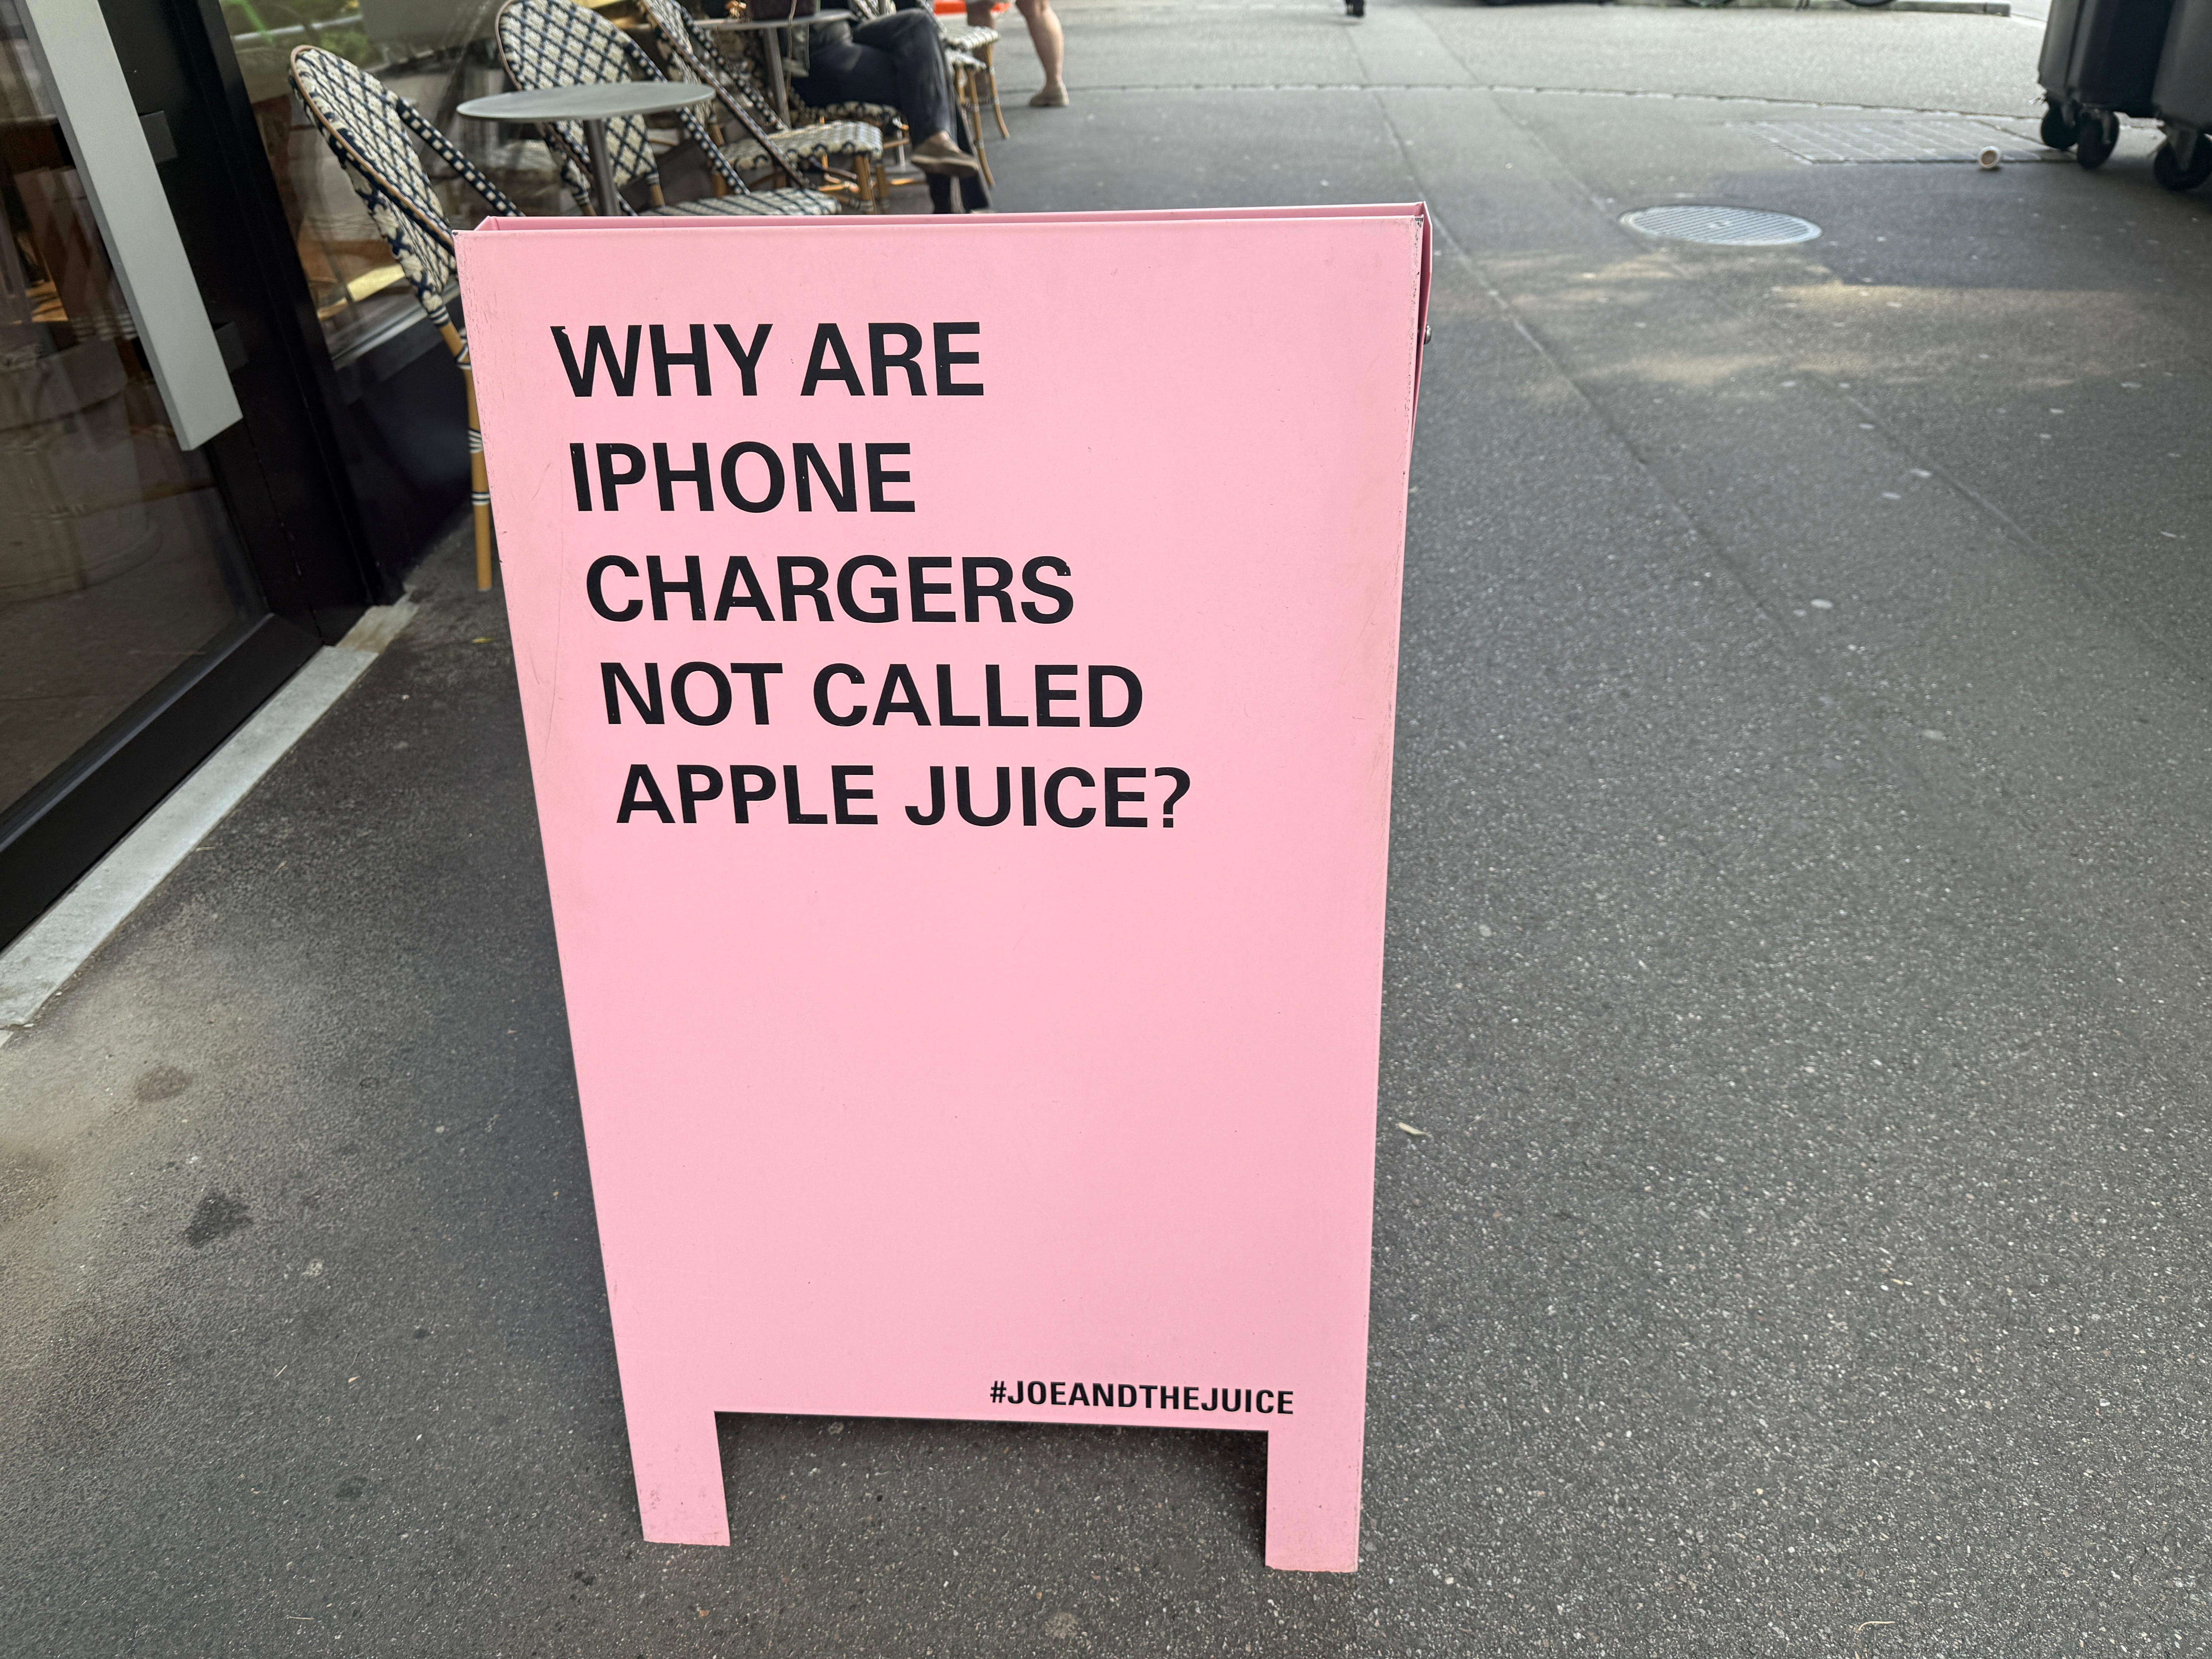 WHY ARE
IPHONE
CHARGERS
NOT CALLED
APPLE JUICE?
#JOEANDTHEJUICE